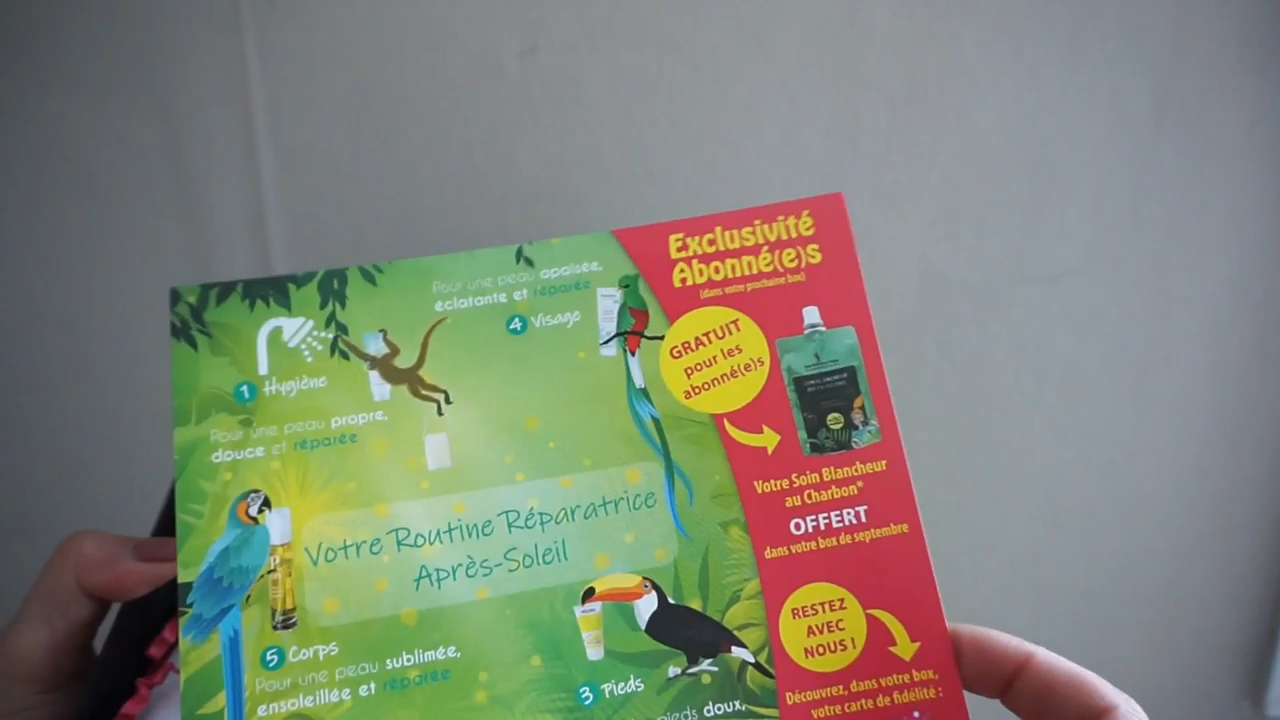 Pour une peau apaisée,
éclatante et réparée
4 Visage
1 Hygiène
Pour une peau propre,
douce et réparée
Votre Routine Réparatrice
Après-Soleil
5 Corps
Pour une peau sublimée,
ensoleillée et réparée
3 Pieds
pieds doux,
Exclusivité
Abonné(e)s
(dans votre prochaine box)
GRATUIT
pour les
abonné(e)s
Votre Soin Blancheur
au Charbon*
OFFERT
dans votre box de septembre
RESTEZ
AVEC
NOUS !
Découvrez, dans votre box,
votre carte de fidélité :